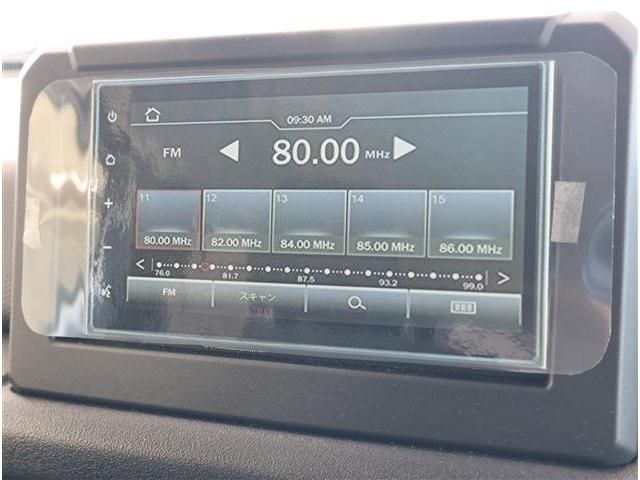 09:30 AM
FM 80.00 MHz
11 12 13 14 15
80.00 MHz 82.00 MHz 84.00 MHz 85.00 MHz 86.00 MHz
76.0 81.7 87.5 93.2 99.0
FM スキャン